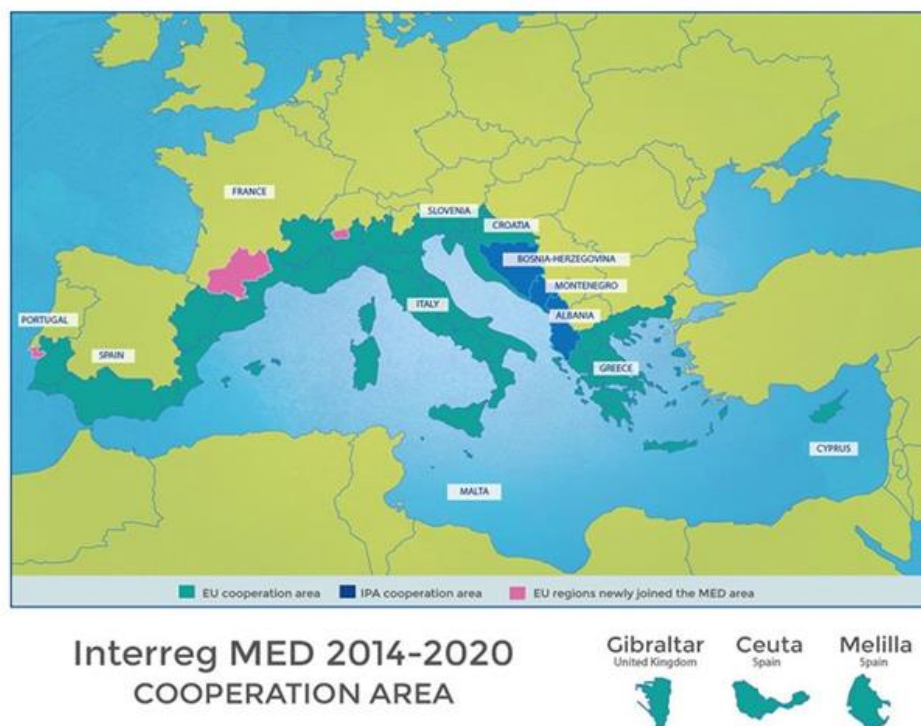 FRANCE
SLOVENIA
CROATIA
BOSNIA-HERZEGOVINA
MONTENEGRO
ITALY
ALBANIA
PORTUGAL
SPAIN
GREECE
CYPRUS
MALTA
EU cooperation area
IPA cooperation area
EU regions newly joined the MED area
Interreg MED 2014-2020
COOPERATION AREA
Gibraltar
United Kingdom
Ceuta
Spain
Melilla
Spain